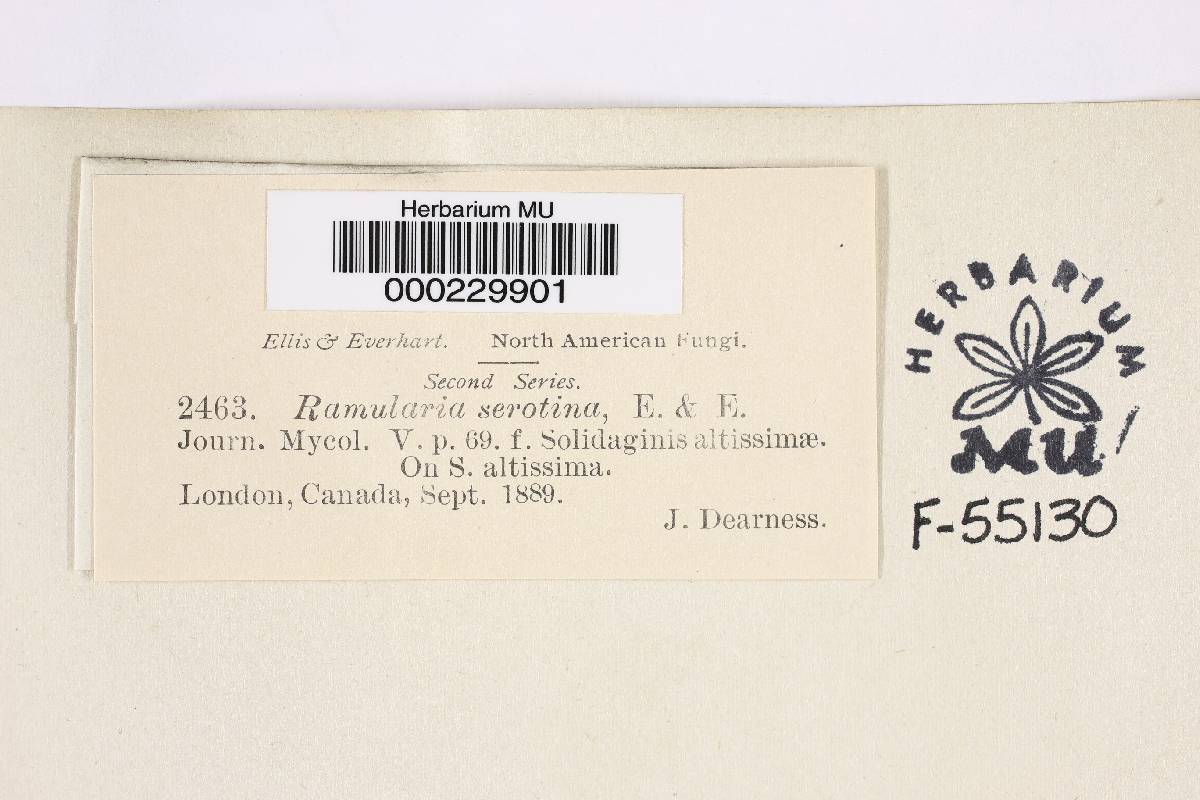 Herbarium MU
000229901
Ellis & Everhart. North American Fungi.
Second Series.
2463. Ramularia serotina, E. & E.
Journ. Mycol. V. p. 69. f. Solidaginis altissimæ.
On S. altissima.
London, Canada, Sept. 1889.
J. Dearness.
HERBARIUM
MU
F-55130